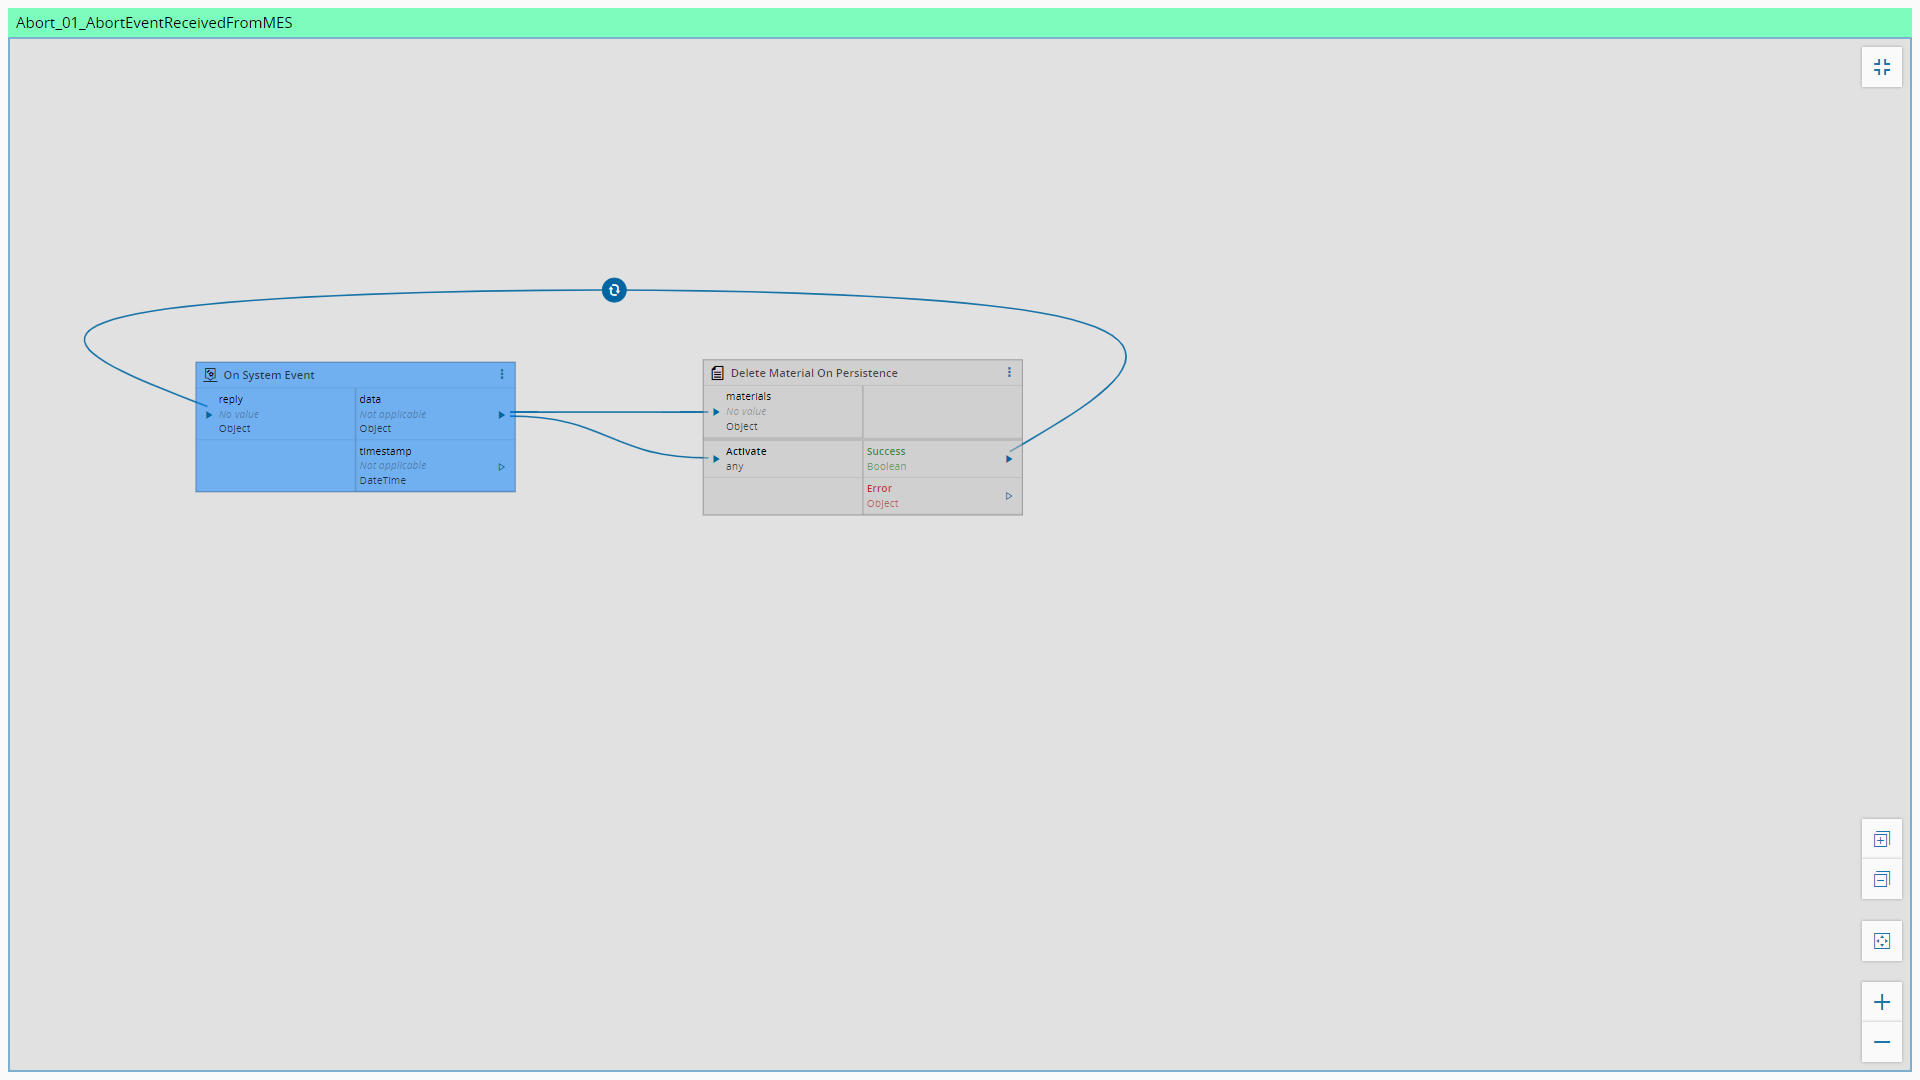 Abort_01_AbortEventReceivedFromMES
On System Event
reply
No value
Object
data
Not applicable
Object
timestamp
Not applicable
DateTime
Delete Material On Persistence
materials
No value
Object
Activate
any
Success
Boolean
Error
Object